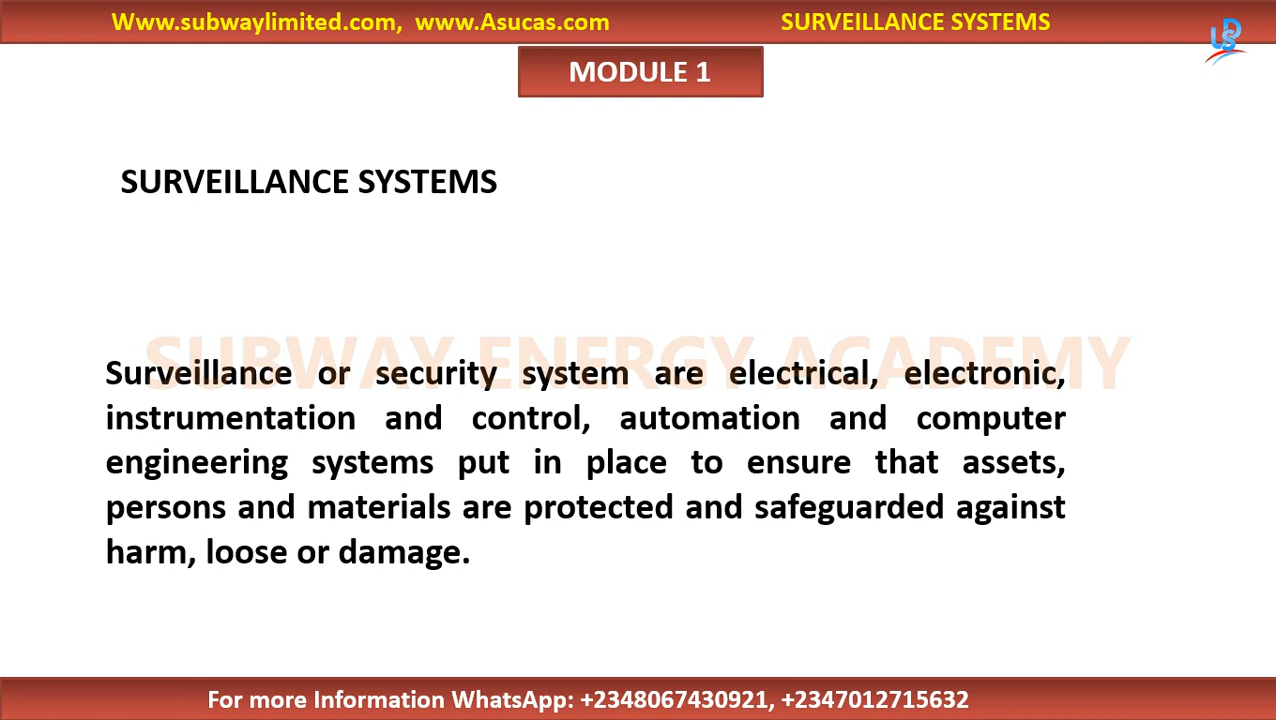 Www.subwaylimited.com, www.Asucas.com SURVEILLANCE SYSTEMS
USD
MODULE 1
SURVEILLANCE SYSTEMS
SUBWAY ENERGY ACADEMY
Surveillance or security system are electrical, electronic,
instrumentation and control, automation and computer
engineering systems put in place to ensure that assets,
persons and materials are protected and safeguarded against
harm, loose or damage.
For more Information WhatsApp: +2348067430921, +2347012715632